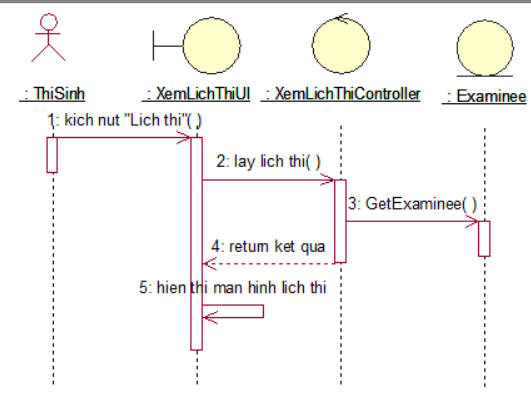 : ThiSinh
: XemLichThiUI
: XemLichThiController
: Examinee
1: kich nut "Lich thi"( )
2: lay lich thi( )
3: GetExaminee( )
4: return ket qua
5: hien thi man hinh lich thi